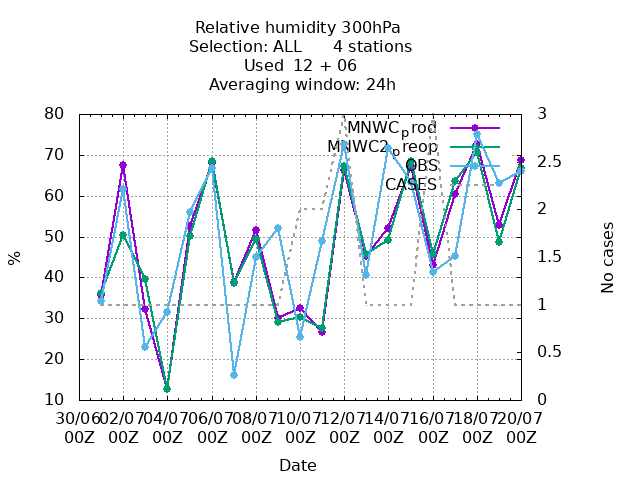 Relative humidity 300hPa
Selection: ALL 4 stations
Used 12 + 06
Averaging window: 24h
80
70
60
50
40
30
20
10
%
3
2.5
2
1.5
1
0.5
0
No cases
MNWC_prod
MNWC2_preop
OBS
CASES
30/07 02/07 04/07 06/07 08/07 10/07 12/07 14/07 16/07 18/07 20/07
00Z 00Z 00Z 00Z 00Z 00Z 00Z 00Z 00Z 00Z 00Z
Date